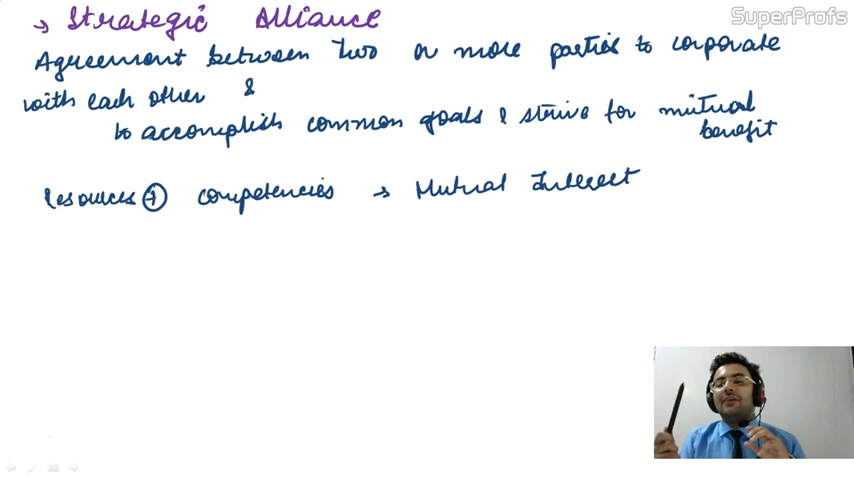 SuperProfs
→ Strategic Alliance
Agreement between two or more parties to corporate
with each other &
to accomplish common goals & strive for mutual
benefit
Resources + competencies → Mutual Interest